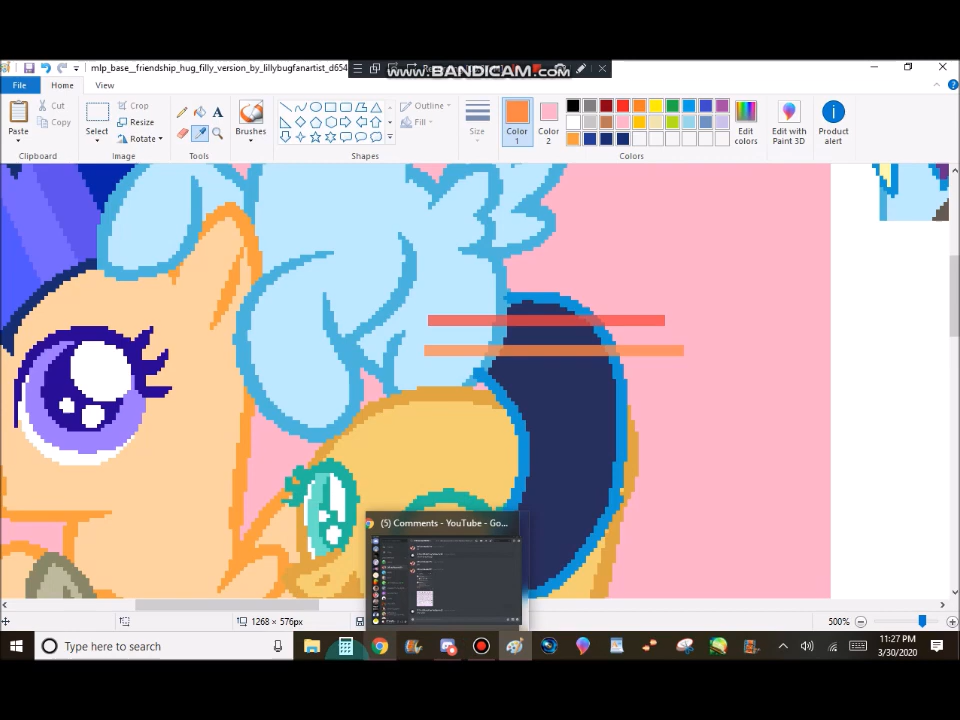 mlp_base__friendship_hug_filly_version_by_lillybugfanartist_d654
www.BANDICAM.com
File
Home
View
Paste
Cut
Copy
Clipboard
Select
Crop
Resize
Rotate
Image
Tools
Brushes
Outline
Fill
Shapes
Size
Color 1
Color 2
Edit colors
Colors
Edit with Paint 3D
Product alert
(5) Comments - YouTube - Go...
1268 × 576px
500%
Type here to search
11:27 PM
3/30/2020